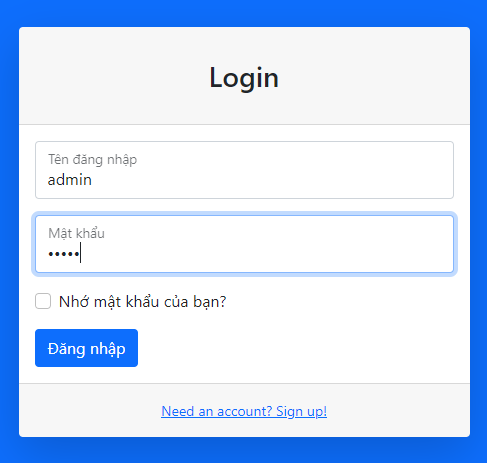 Login
Tên đăng nhập
admin
Mật khẩu
•••••
Nhớ mật khẩu của bạn?
Đăng nhập
Need an account? Sign up!